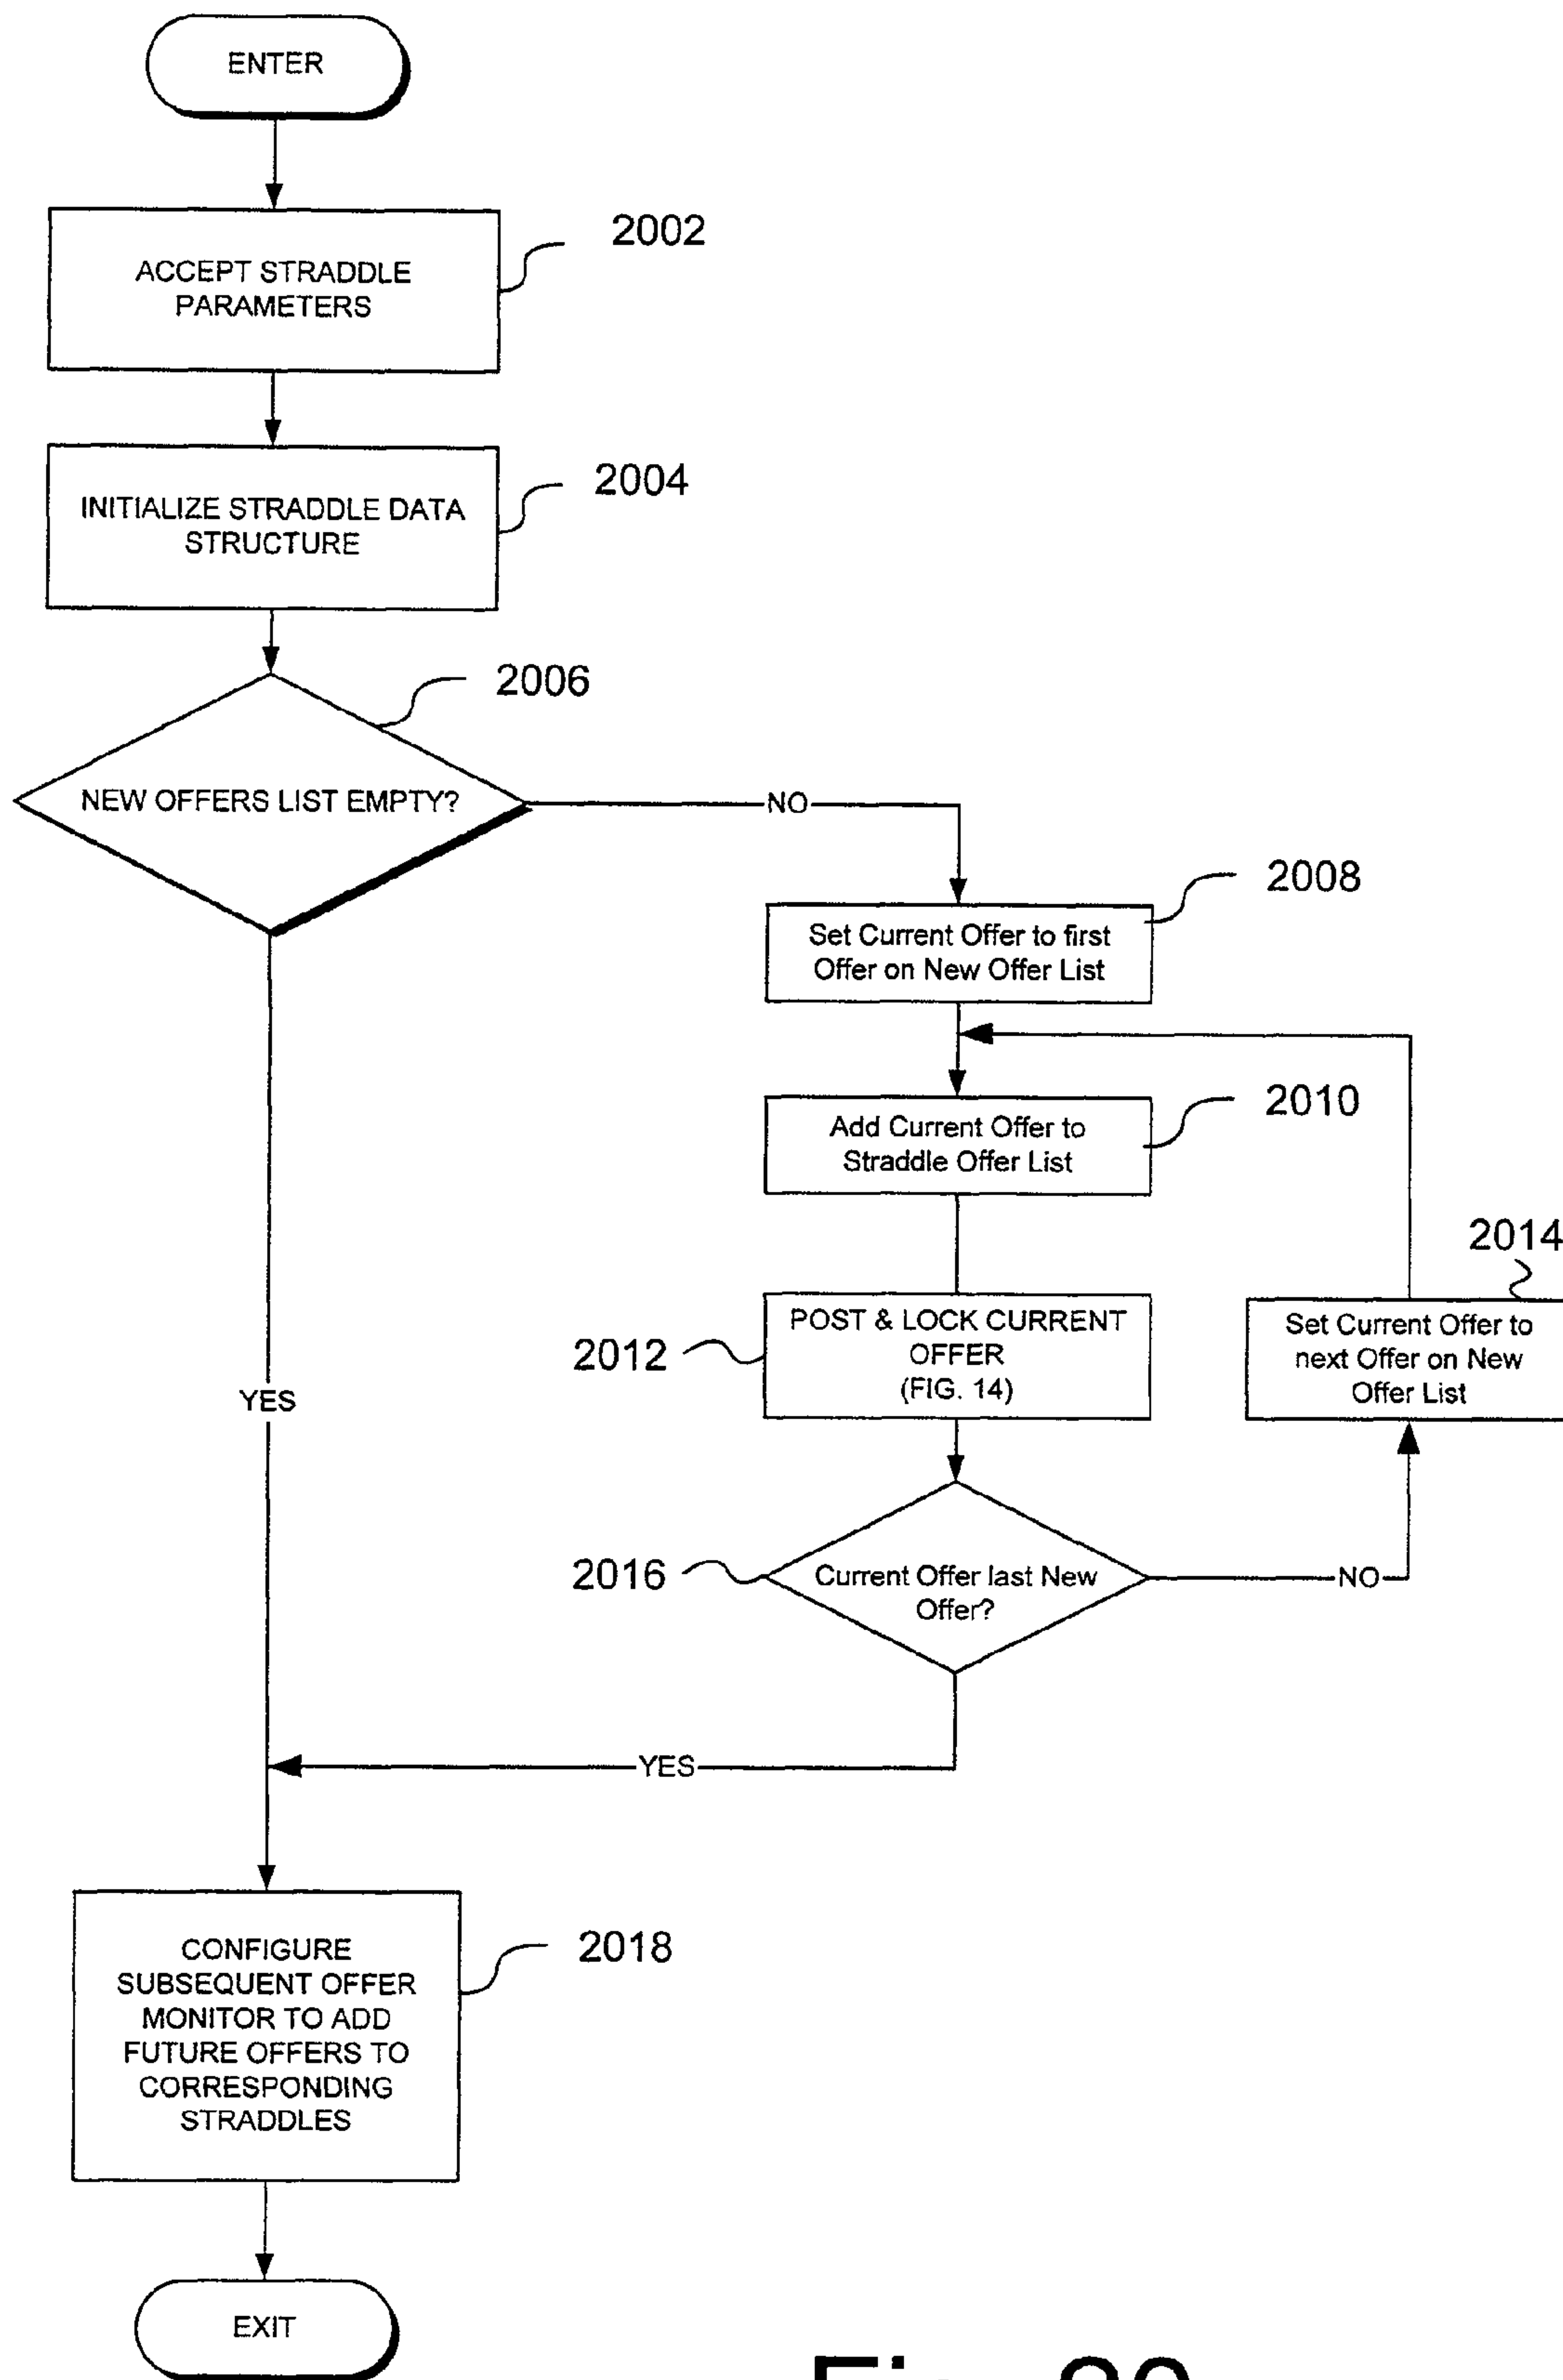 ENTER
2002
ACCEPT STRADDLE
PARAMETERS
2004
INITIALIZE STRADDLE DATA
STRUCTURE
2006
NEW OFFERS LIST EMPTY?
NO
2008
Set Current Offer to first
Offer on New Offer List
2010
Add Current Offer to
Straddle Offer List
2014
2012
POST & LOCK CURRENT
OFFER
(FIG. 14)
Set Current Offer to
next Offer on New
Offer List
YES
2016
Current Offer last New
Offer?
NO
YES
2018
CONFIGURE
SUBSEQUENT OFFER
MONITOR TO ADD
FUTURE OFFERS TO
CORRESPONDING
STRADDLES
EXIT